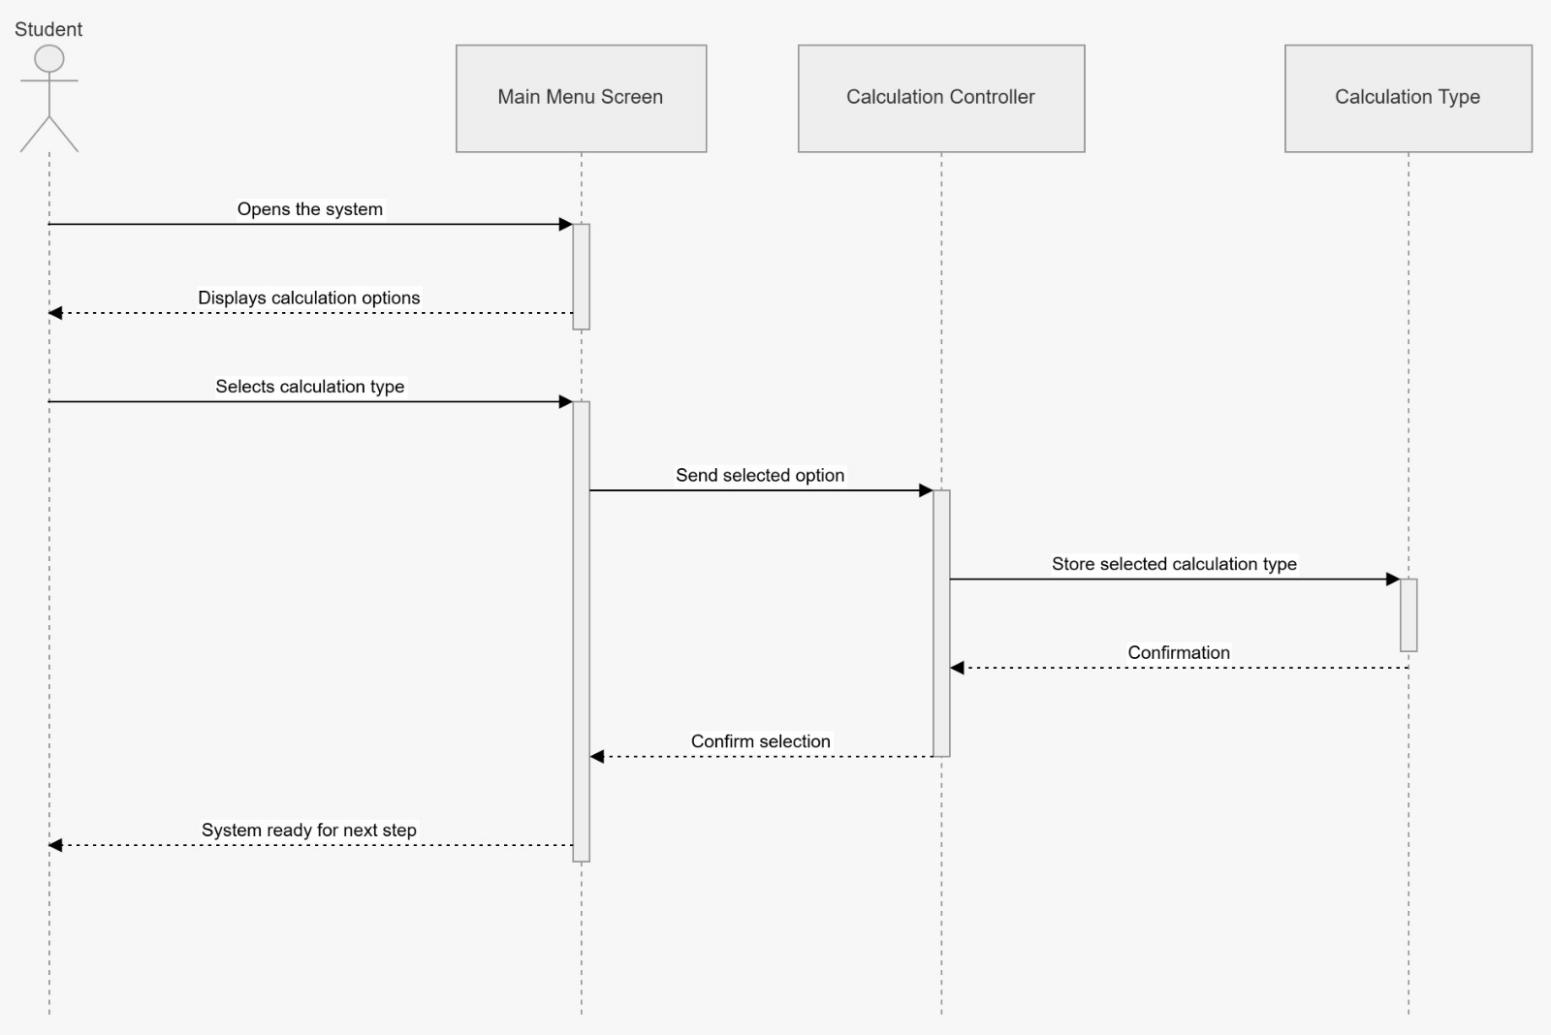 Student
Main Menu Screen
Calculation Controller
Calculation Type
Opens the system
Displays calculation options
Selects calculation type
Send selected option
Store selected calculation type
Confirmation
Confirm selection
System ready for next step